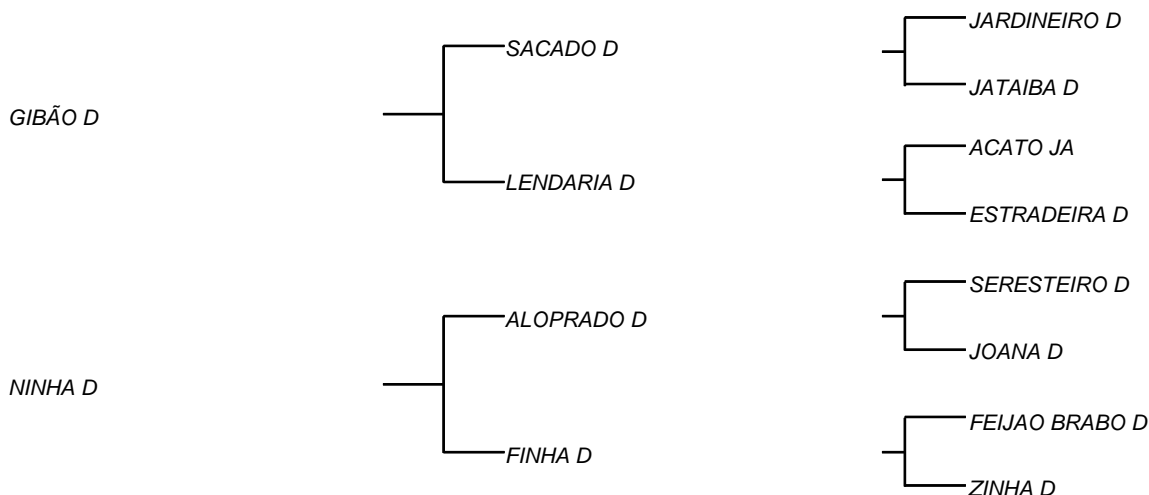 JARDINEIRO D
SACADO D
JATAIBA D
GIBÃO D
ACATO JA
LENDARIA D
ESTRADEIRA D
SERESTEIRO D
ALOPRADO D
JOANA D
NINHA D
FEIJAO BRABO D
FINHA D
ZINHA D